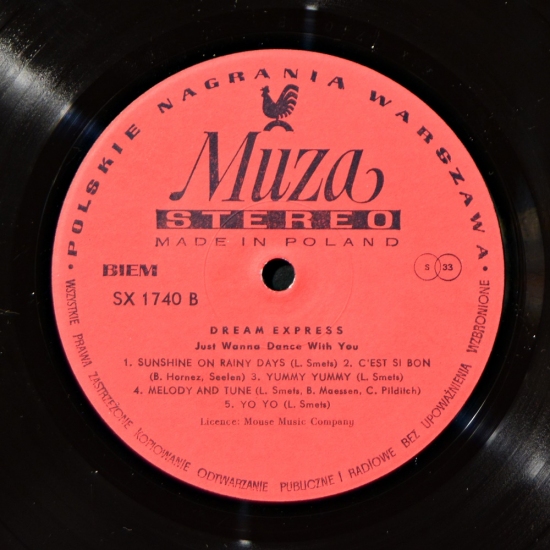 • POLSKIE NAGRANIA WARSZAWA •
Muza
STEREO
MADE IN POLAND
BIEM
S 33
SX 1740 B
DREAM EXPRESS
Just Wanna Dance With You
1. SUNSHINE ON RAINY DAYS (L. Smets) 2. C'EST SI BON
(B. Hornez, Seelen) 3. YUMMY YUMMY (L. Smets)
4. MELODY AND TUNE (L. Smets, B. Maessen, C. Pilditch)
5. YO YO (L. Smets)
Licence: Mouse Music Company
WSZYSTKIE PRAWA ZASTRZEŻONE KOPIOWANIE ODTWARZANIE PUBLICZNE I RADIOWE BEZ UPOWAŻNIENIA WZBRONIONE